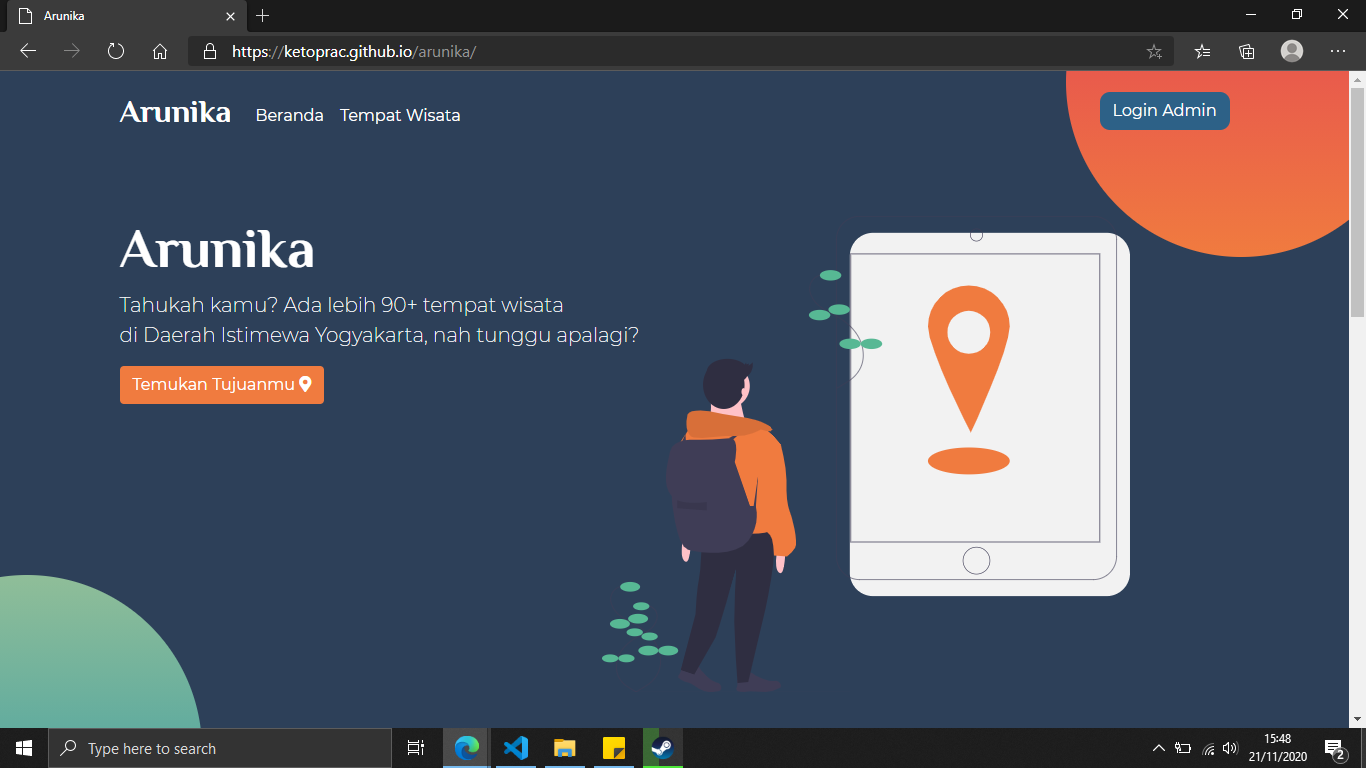 Arunika
https://ketoprac.github.io/arunika/
Arunika
Beranda
Tempat Wisata
Login Admin
Arunika
Tahukah kamu? Ada lebih 90+ tempat wisata
di Daerah Istimewa Yogyakarta, nah tunggu apalagi?
Temukan Tujuanmu
Type here to search
15:48
21/11/2020
2